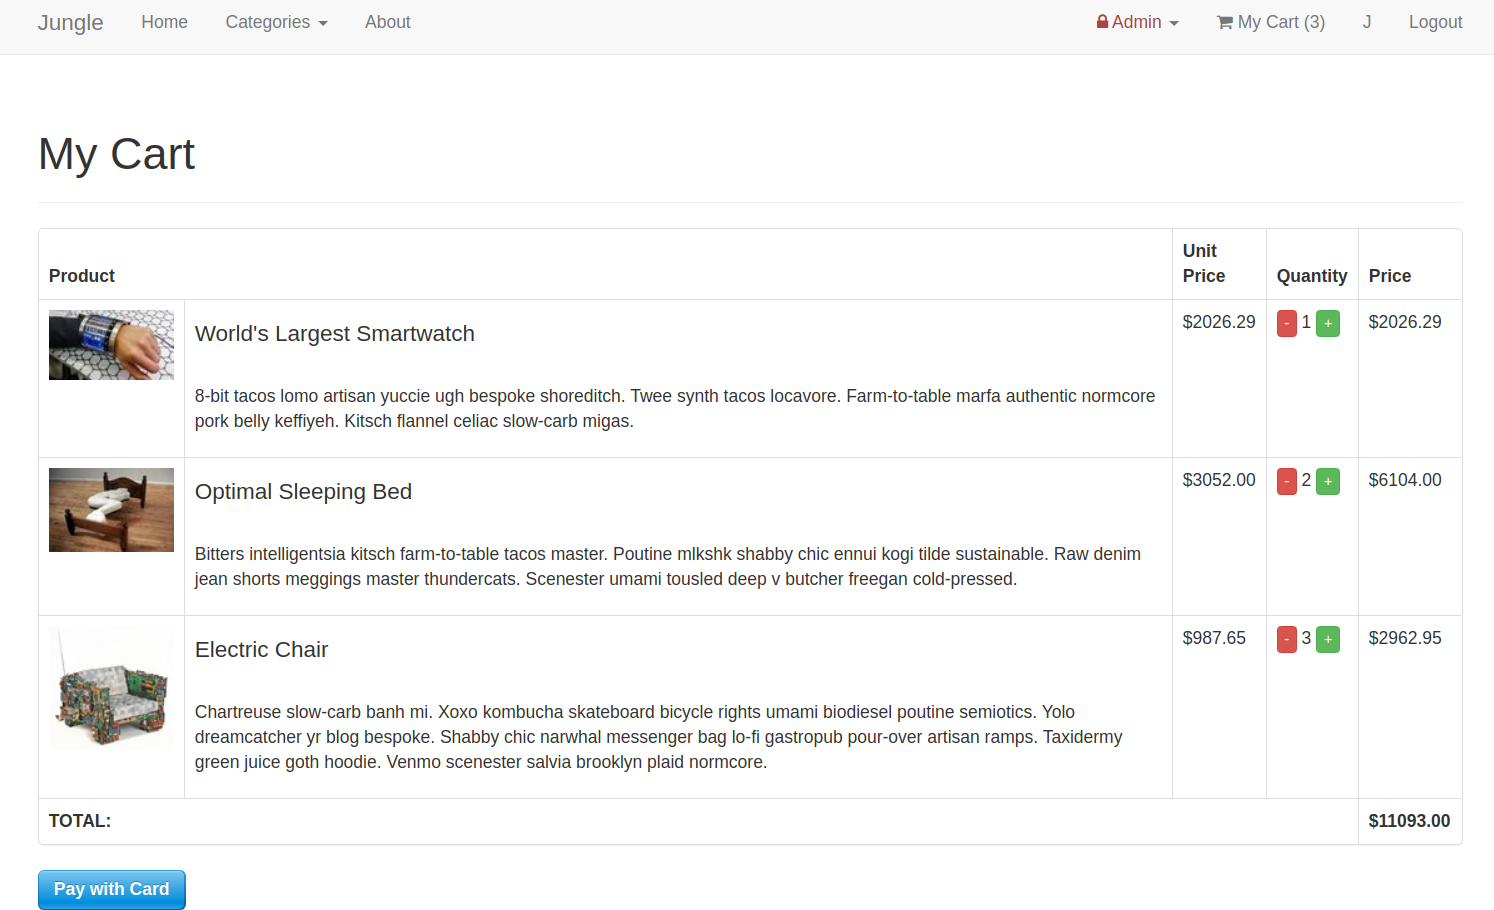 Jungle Home Categories About Admin My Cart (3) J Logout
My Cart
Product Unit Price Quantity Price
World's Largest Smartwatch $2026.29 - 1 + $2026.29
8-bit tacos lomo artisan yuccie ugh bespoke shoreditch. Twee synth tacos locavore. Farm-to-table marfa authentic normcore
pork belly keffiyeh. Kitsch flannel celiac slow-carb migas.
Optimal Sleeping Bed $3052.00 - 2 + $6104.00
Bitters intelligentsia kitsch farm-to-table tacos master. Poutine mlkshk shabby chic ennui kogi tilde sustainable. Raw denim
jean shorts meggings master thundercats. Scenester umami tousled deep v butcher freegan cold-pressed.
Electric Chair $987.65 - 3 + $2962.95
Chartreuse slow-carb banh mi. Xoxo kombucha skateboard bicycle rights umami biodiesel poutine semiotics. Yolo
dreamcatcher yr blog bespoke. Shabby chic narwhal messenger bag lo-fi gastropub pour-over artisan ramps. Taxidermy
green juice goth hoodie. Venmo scenester salvia brooklyn plaid normcore.
TOTAL: $11093.00
Pay with Card